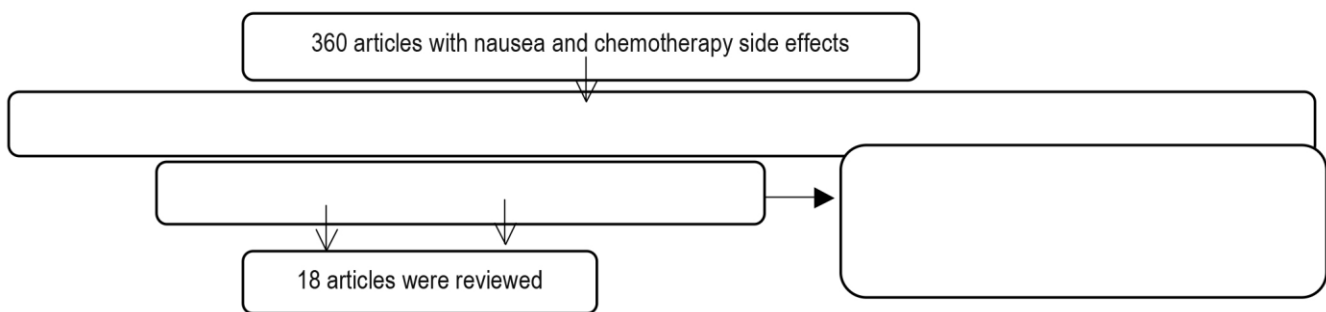 360 articles with nausea and chemotherapy side effects
18 articles were reviewed